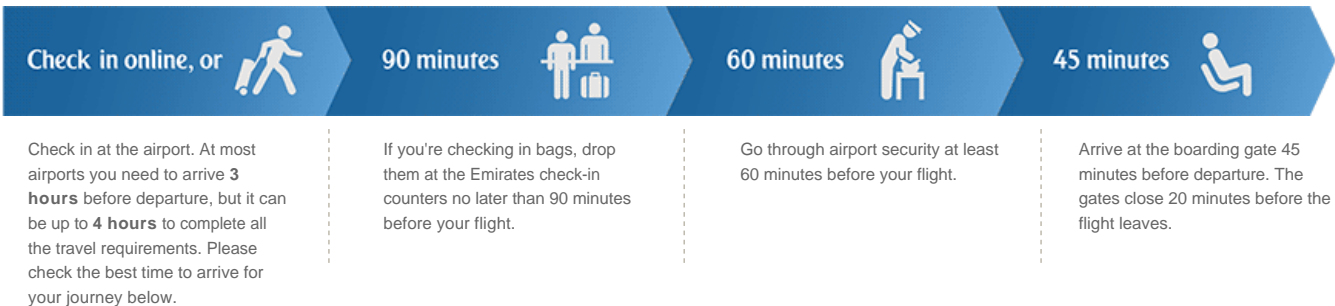 Check in online, or
90 minutes
60 minutes
45 minutes
Check in at the airport. At most
airports you need to arrive 3
hours before departure, but it can
be up to 4 hours to complete all
the travel requirements. Please
check the best time to arrive for
your journey below.
If you're checking in bags, drop
them at the Emirates check-in
counters no later than 90 minutes
before your flight.
Go through airport security at least
60 minutes before your flight.
Arrive at the boarding gate 45
minutes before departure. The
gates close 20 minutes before the
flight leaves.